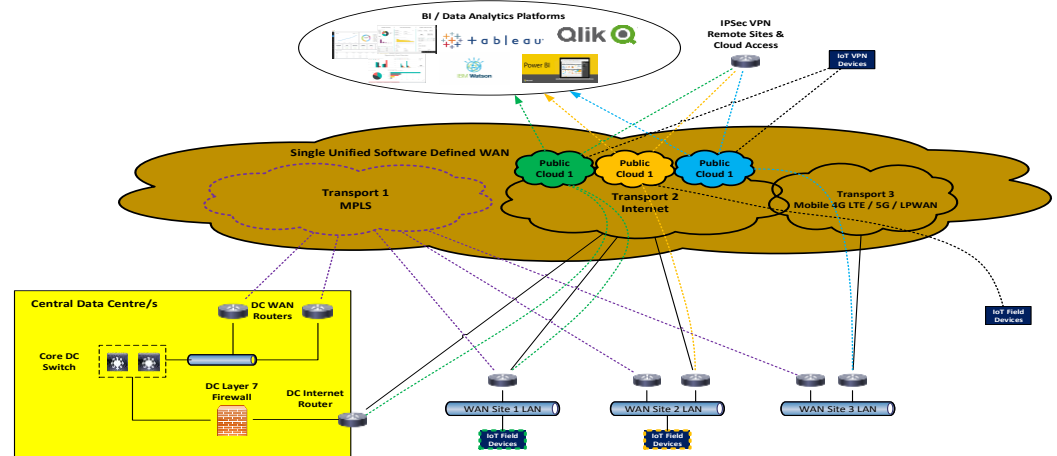 BI / Data Analytics Platforms
+ a b | e a u
Qlik
Watson
Power BI
IPSec VPN
Remote Sites &
Cloud Access
IoT VPN
Devices
Single Unified Software Defined WAN
Public
Cloud 1
Public
Cloud 1
Public
Cloud 1
Transport 1
MPLS
Transport 2
Internet
Transport 3
Mobile 4G LTE / 5G / LPWAN
Central Data Centre/s
DC WAN
Routers
Core DC
Switch
DC Layer 7
Firewall
DC Internet
Router
IoT Field
Devices
WAN Site 1 LAN
WAN Site 2 LAN
WAN Site 3 LAN
IoT Field
Devices
IoT Field
Devices